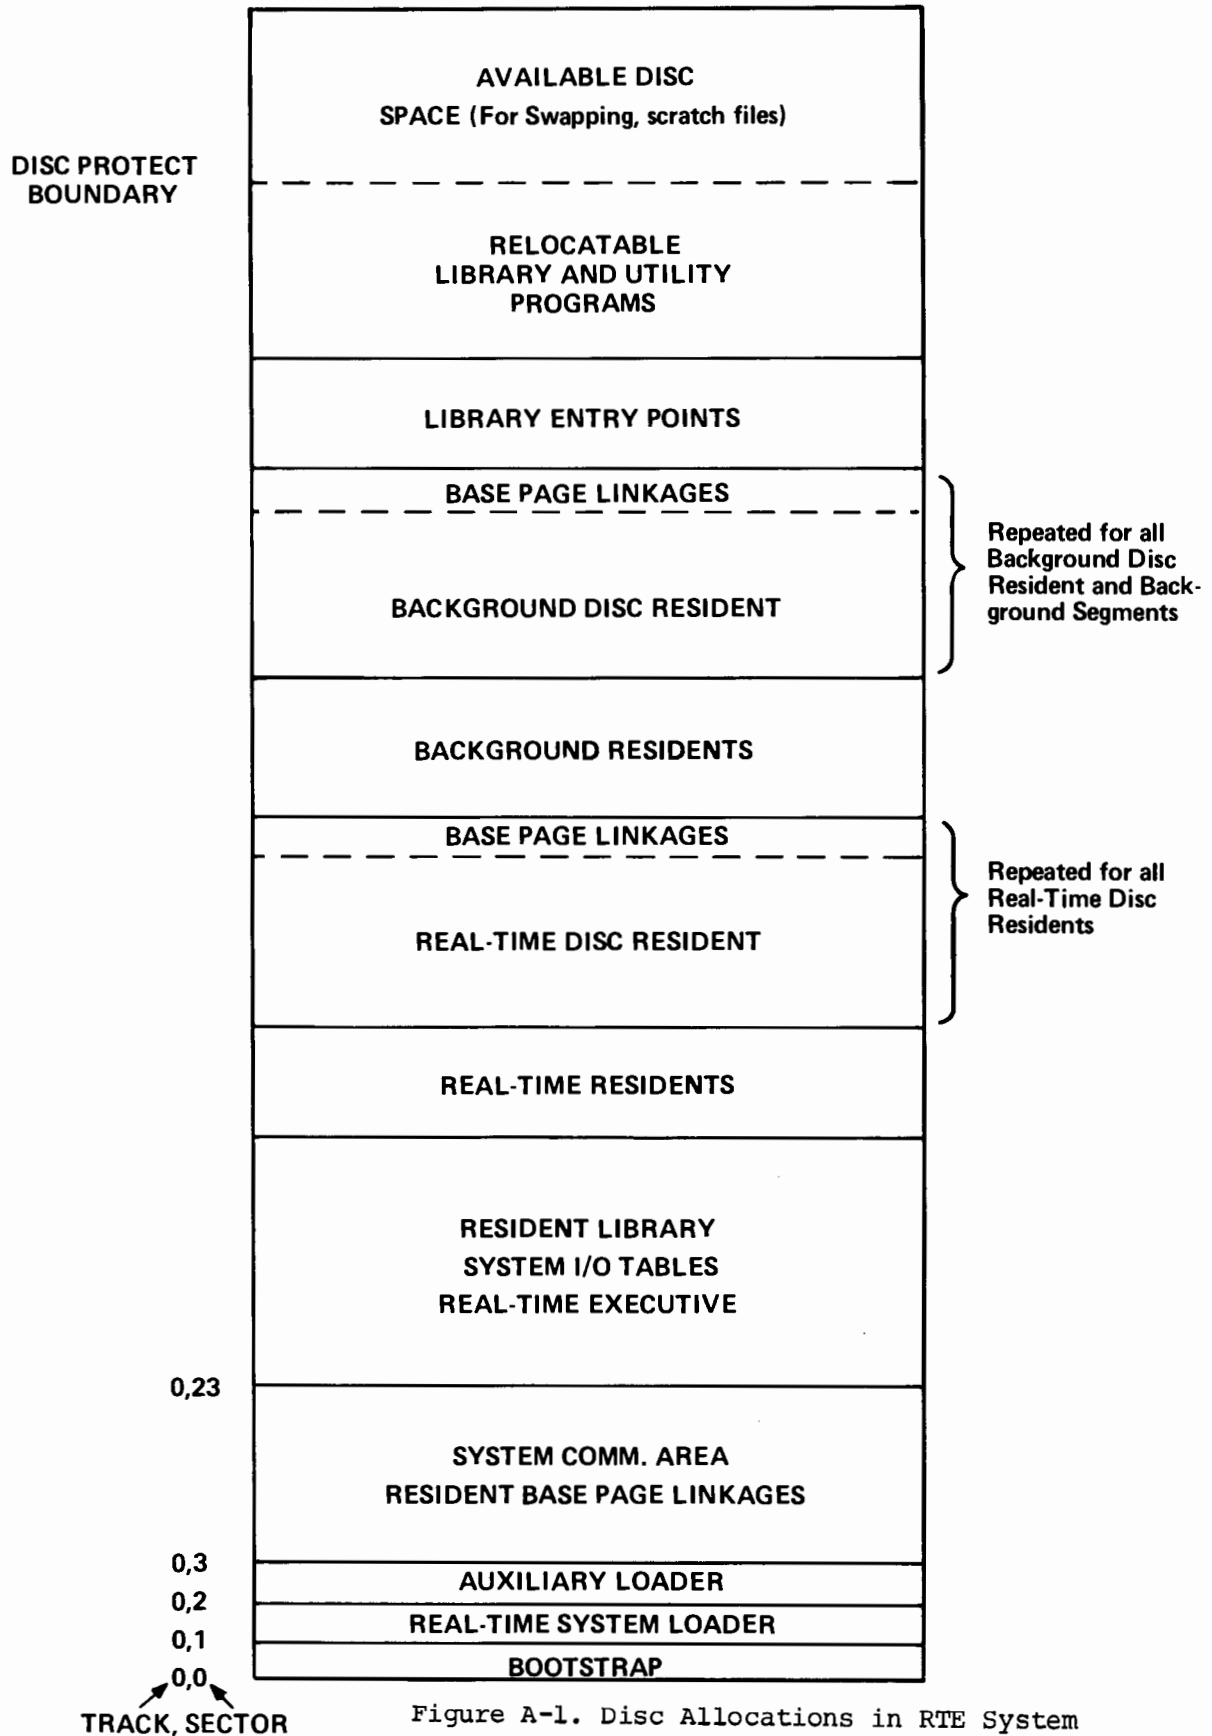 AVAILABLE DISC
SPACE (For Swapping, scratch files)
DISC PROTECT
BOUNDARY
RELOCATABLE
LIBRARY AND UTILITY
PROGRAMS
LIBRARY ENTRY POINTS
BASE PAGE LINKAGES
BACKGROUND DISC RESIDENT
Repeated for all
Background Disc
Resident and Back-
ground Segments
BACKGROUND RESIDENTS
BASE PAGE LINKAGES
REAL-TIME DISC RESIDENT
Repeated for all
Real-Time Disc
Residents
REAL-TIME RESIDENTS
RESIDENT LIBRARY
SYSTEM I/O TABLES
REAL-TIME EXECUTIVE
0,23
SYSTEM COMM. AREA
RESIDENT BASE PAGE LINKAGES
0,3
AUXILIARY LOADER
0,2
REAL-TIME SYSTEM LOADER
0,1
BOOTSTRAP
0,0
TRACK, SECTOR
Figure A-1. Disc Allocations in RTE System